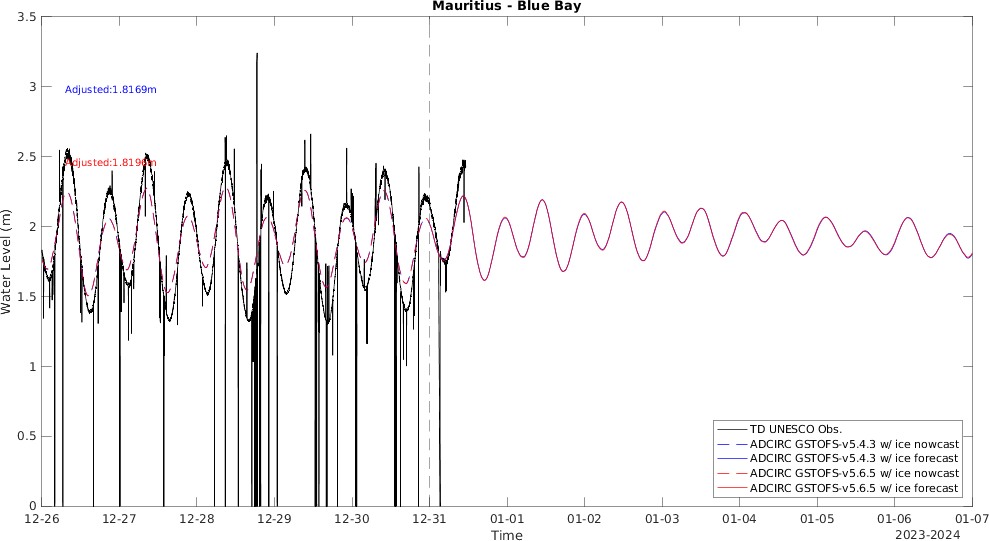 Mauritius - Blue Bay
3.5
3
2.5
2
1.5
1
0.5
0
Water Level (m)
Adjusted:1.8169m
Adjusted:1.8196m
TD UNESCO Obs.
ADCIRC GSTOFS-v5.4.3 w/ ice nowcast
ADCIRC GSTOFS-v5.4.3 w/ ice forecast
ADCIRC GSTOFS-v5.6.5 w/ ice nowcast
ADCIRC GSTOFS-v5.6.5 w/ ice forecast
12-26 12-27 12-28 12-29 12-30 12-31 01-01 01-02 01-03 01-04 01-05 01-06 01-07
Time
2023-2024